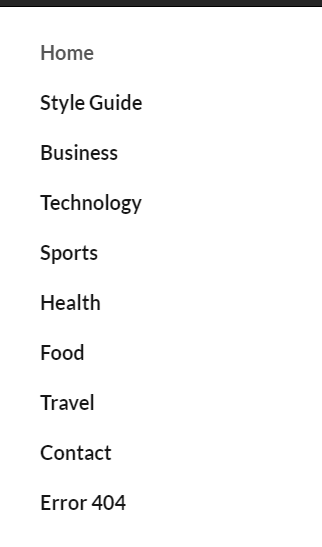 Home
Style Guide
Business
Technology
Sports
Health
Food
Travel
Contact
Error 404